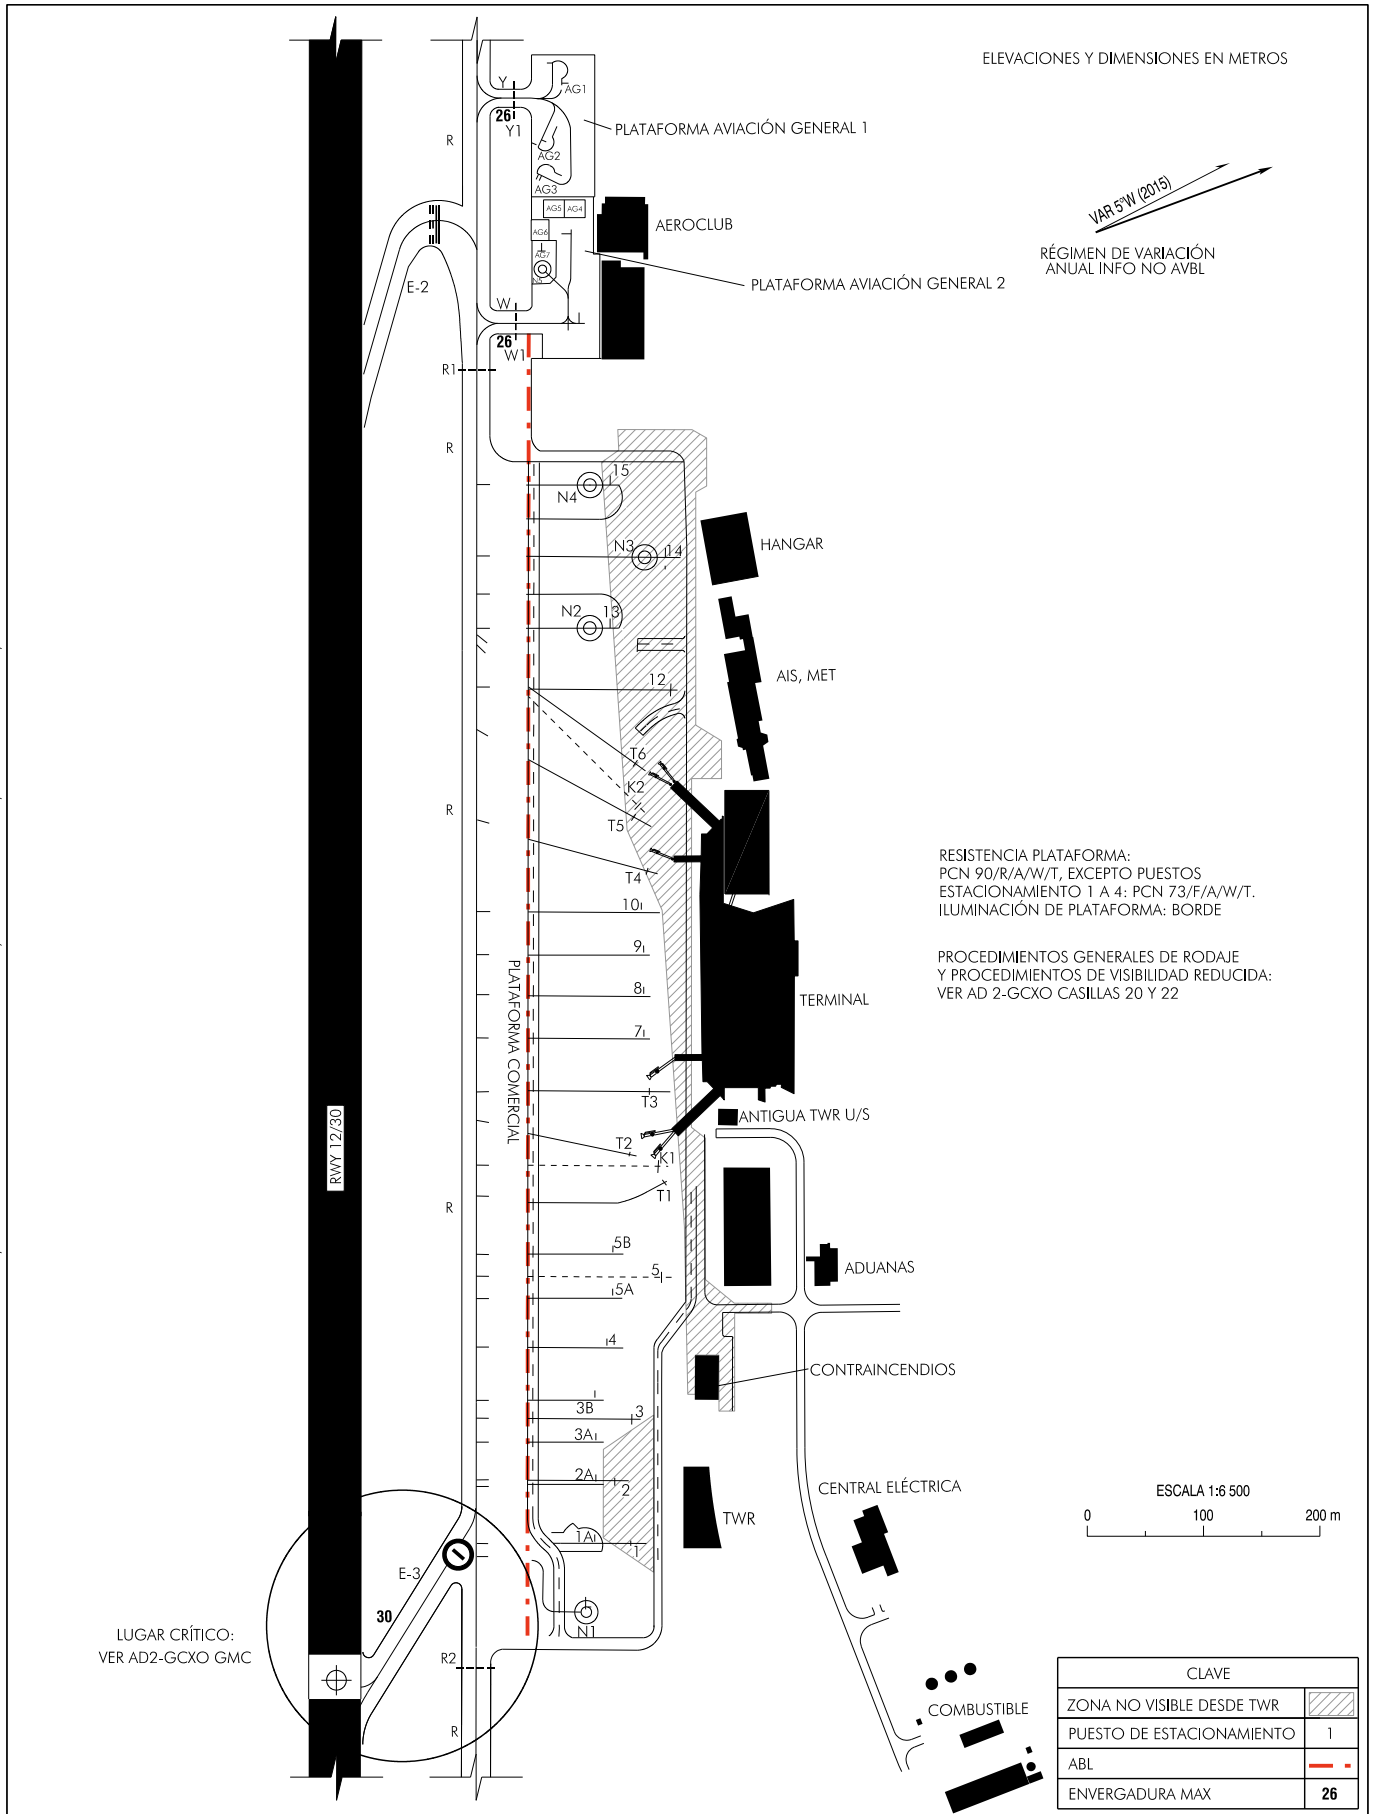 ELEVACIONES Y DIMENSIONES EN METROS
Y
AG1
26
Y1
PLATAFORMA AVIACIÓN GENERAL 1
R
AG2
AG3
VAR 5°W (2015)
AG5
AG4
AEROCLUB
AG6
RÉGIMEN DE VARIACIÓN
ANUAL INFO NO AVBL
AG7
N5
E-2
PLATAFORMA AVIACIÓN GENERAL 2
W
26
W1
R1
R
15
N4
HANGAR
N3
14
N2
13
12
AIS, MET
T6
K2
R
T5
T4
RESISTENCIA PLATAFORMA:
PCN 90/R/A/W/T, EXCEPTO PUESTOS
ESTACIONAMIENTO 1 A 4: PCN 73/F/A/W/T.
ILUMINACIÓN DE PLATAFORMA: BORDE
10
9
PROCEDIMIENTOS GENERALES DE RODAJE
Y PROCEDIMIENTOS DE VISIBILIDAD REDUCIDA:
VER AD 2-GCXO CASILLAS 20 Y 22
8
TERMINAL
7
PLATAFORMA COMERCIAL
T3
ANTIGUA TWR U/S
RWY 12/30
T2
K1
T1
R
5B
5
ADUANAS
5A
4
CONTRAINCENDIOS
3B
3
3A
2A
2
CENTRAL ELÉCTRICA
TWR
ESCALA 1:6 500
0
100
200 m
1A
1
E-3
30
N1
LUGAR CRÍTICO:
VER AD2-GCXO GMC
R2
R
COMBUSTIBLE
CLAVE
ZONA NO VISIBLE DESDE TWR
PUESTO DE ESTACIONAMIENTO 1
ABL
ENVERGADURA MAX 26